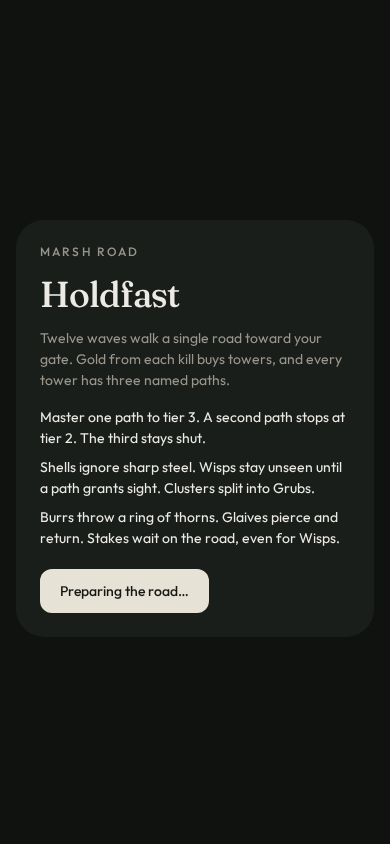 MARSH ROAD
Holdfast
Twelve waves walk a single road toward your
gate. Gold from each kill buys towers, and every
tower has three named paths.
Master one path to tier 3. A second path stops at
tier 2. The third stays shut.
Shells ignore sharp steel. Wisps stay unseen until
a path grants sight. Clusters split into Grubs.
Burrs throw a ring of thorns. Glaives pierce and
return. Stakes wait on the road, even for Wisps.
Preparing the road...